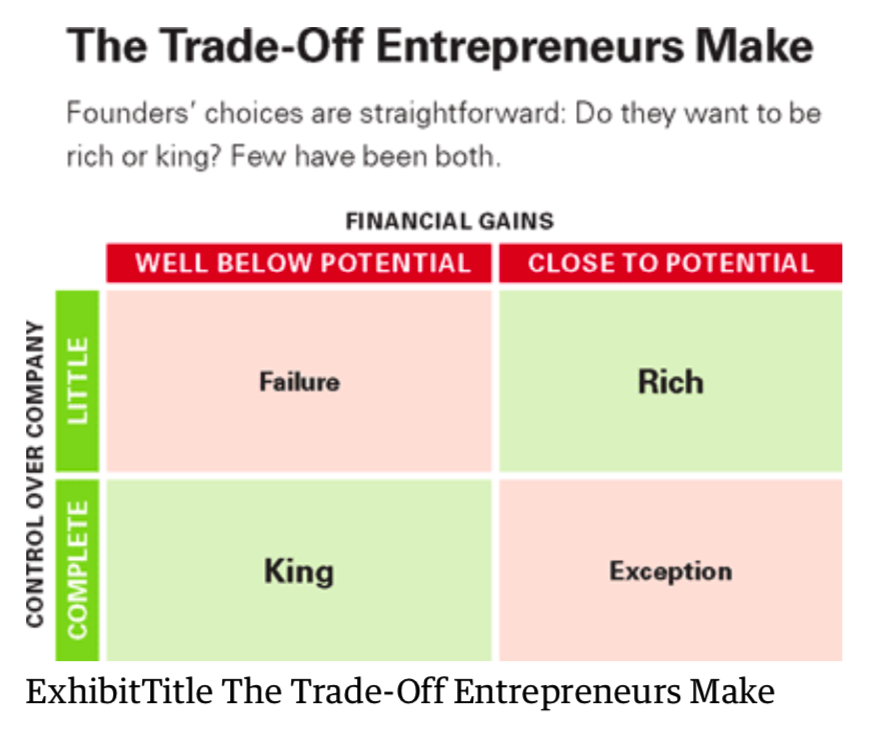 The Trade-Off Entrepreneurs Make
Founders’ choices are straightforward: Do they want to be
rich or king? Few have been both.
FINANCIAL GAINS
WELL BELOW POTENTIAL
CLOSE TO POTENTIAL
CONTROL OVER COMPANY
LITTLE
Failure
Rich
COMPLETE
King
Exception
ExhibitTitle The Trade-Off Entrepreneurs Make